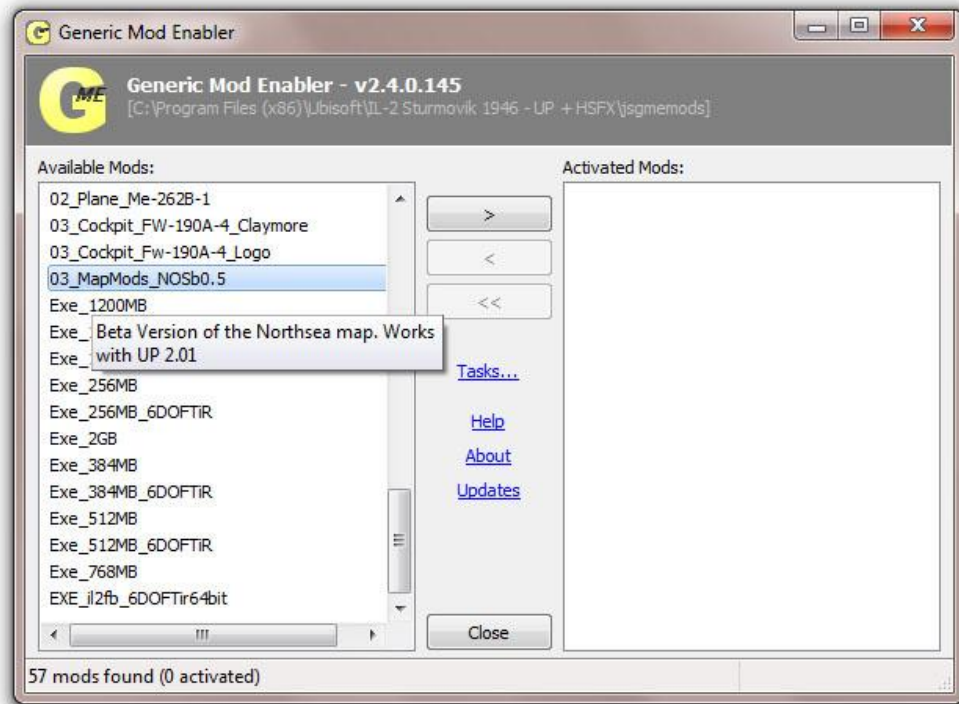 Generic Mod Enabler
G ME
Generic Mod Enabler - v2.4.0.145
[C:\Program Files (x86)\Ubisoft\IL-2 Sturmovik 1946 - UP + HSFX\jsgmemods]
Available Mods:
Activated Mods:
02_Plane_Me-262B-1
03_Cockpit_FW-190A-4_Claymore
03_Cockpit_Fw-190A-4_Logo
03_MapMods_NOSb0.5
Exe_1200MB
Exe_
Exe_
Beta Version of the Northsea map. Works
with UP 2.01
Exe_256MB
Exe_256MB_6DOFTiR
Exe_2GB
Exe_384MB
Exe_384MB_6DOFTiR
Exe_512MB
Exe_512MB_6DOFTiR
Exe_768MB
EXE_il2fb_6DOFTir64bit
>
<
<<
Tasks...
Help
About
Updates
Close
57 mods found (0 activated)